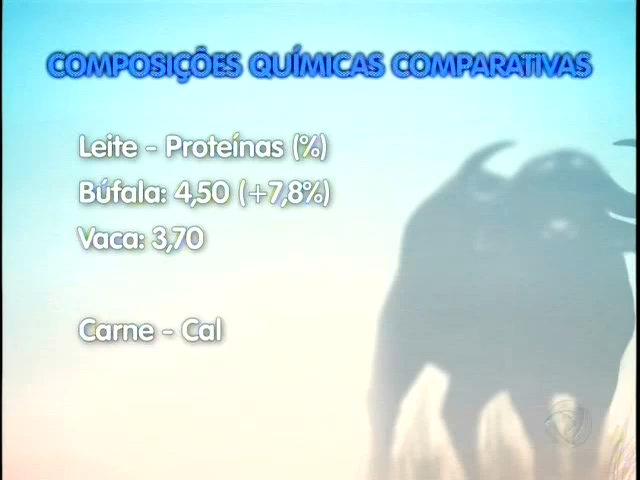 COMPOSIÇÕES QUÍMICAS COMPARATIVAS
Leite - Proteínas (%)
Búfala: 4,50 (+7,8%)
Vaca: 3,70
Carne - Cal